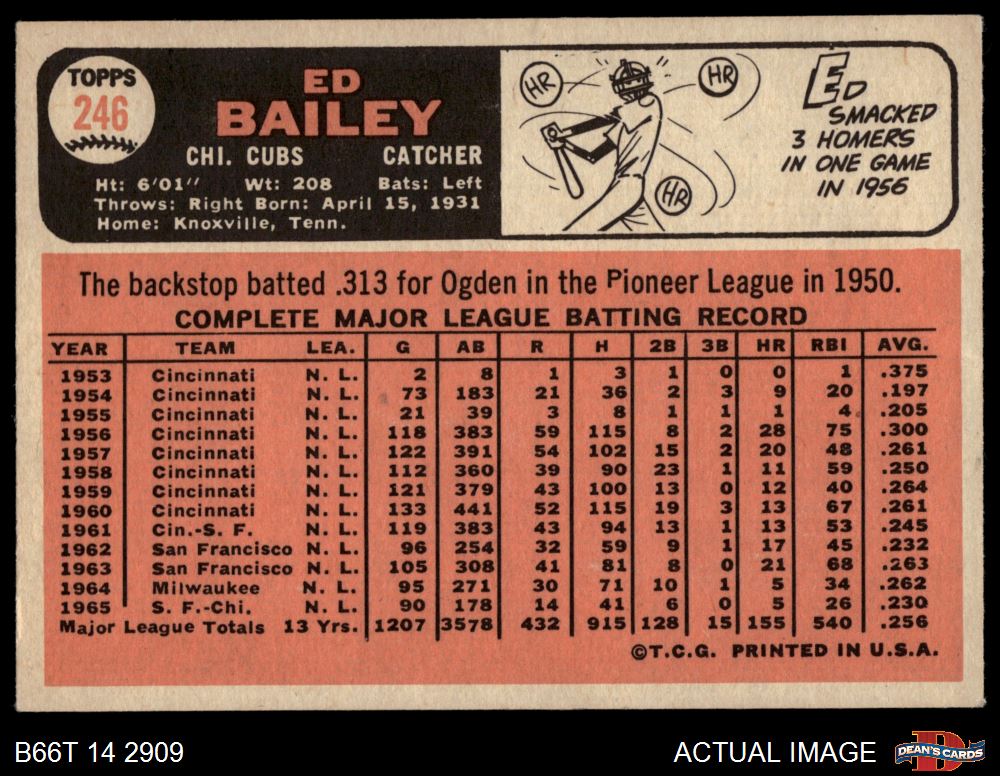 TOPPS
246
ED
BAILEY
CHI. CUBS CATCHER
Ht: 6'01" Wt: 208 Bats: Left
Throws: Right Born: April 15, 1931
Home: Knoxville, Tenn.
HR HR
HR
ED
SMACKED
3 HOMERS
IN ONE GAME
IN 1956
The backstop batted .313 for Ogden in the Pioneer League in 1950.
COMPLETE MAJOR LEAGUE BATTING RECORD
YEAR TEAM LEA. G AB R H 2B 3B HR RBI AVG.
1953 Cincinnati N. L. 2 8 1 3 1 0 0 1 .375
1954 Cincinnati N. L. 73 183 21 36 2 3 9 20 .197
1955 Cincinnati N. L. 21 39 3 8 1 1 1 4 .205
1956 Cincinnati N. L. 118 383 59 115 8 2 28 75 .300
1957 Cincinnati N. L. 122 391 54 102 15 2 20 48 .261
1958 Cincinnati N. L. 112 360 39 90 23 1 11 59 .250
1959 Cincinnati N. L. 121 379 43 100 13 0 12 40 .264
1960 Cincinnati N. L. 133 441 52 115 19 3 13 67 .261
1961 Cin.-S. F. N. L. 119 383 43 94 13 1 13 53 .245
1962 San Francisco N. L. 96 254 32 59 9 1 17 45 .232
1963 San Francisco N. L. 105 308 41 81 8 0 21 68 .263
1964 Milwaukee N. L. 95 271 30 71 10 1 5 34 .262
1965 S. F.-Chi. N. L. 90 178 14 41 6 0 5 26 .230
Major League Totals 13 Yrs. 1207 3578 432 915 128 15 155 540 .256
©T.C.G. PRINTED IN U.S.A.
B66T 14 2909 ACTUAL IMAGE DEAN'S CARDS